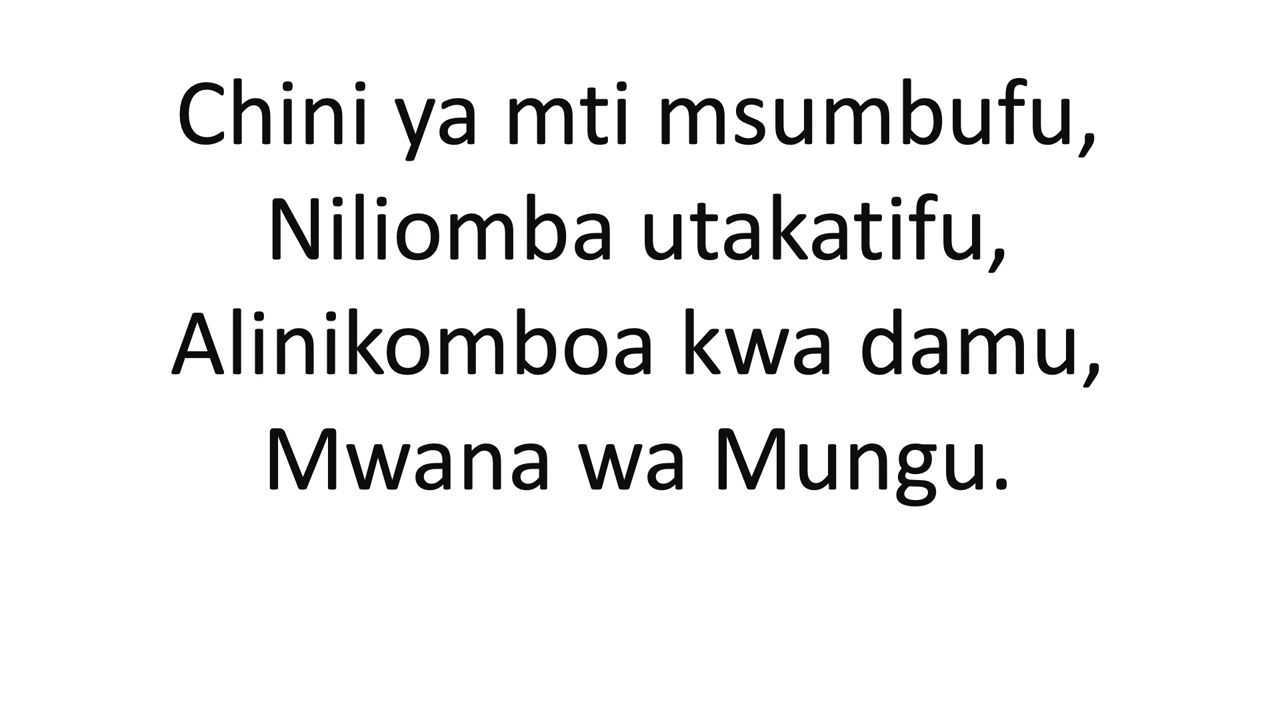 Chini ya mti msumbufu,
Niliomba utakatifu,
Alinikomboa kwa damu,
Mwana wa Mungu.